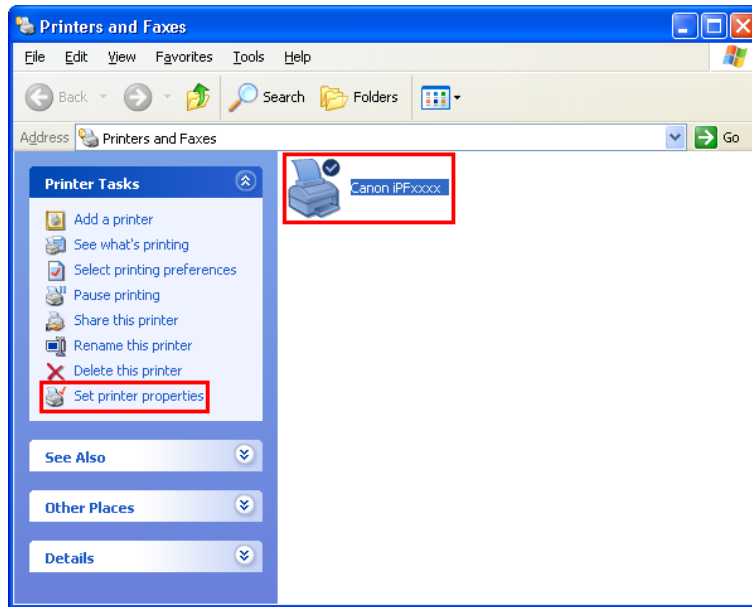 Printers and Faxes
File Edit View Favorites Tools Help
Back Search Folders
Address Printers and Faxes Go
Printer Tasks
Canon iPFxxxx
Add a printer
See what's printing
Select printing preferences
Pause printing
Share this printer
Rename this printer
Delete this printer
Set printer properties
See Also
Other Places
Details